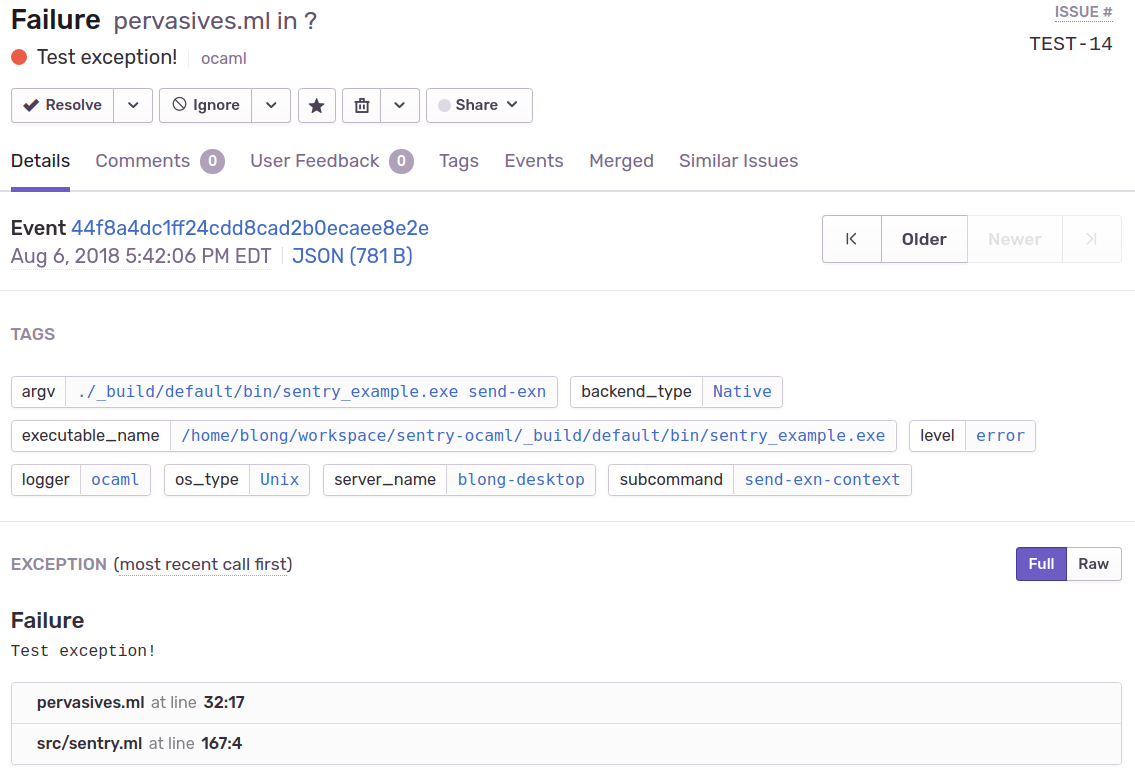 Failure pervasives.ml in ?
ISSUE #
Test exception! ocaml
TEST-14
Resolve Ignore Share
Details Comments 0 User Feedback 0 Tags Events Merged Similar Issues
Event 44f8a4dc1ff24cdd8cad2b0ecaee8e2e
Aug 6, 2018 5:42:06 PM EDT JSON (781 B)
Older Newer
TAGS
argv ./_build/default/bin/sentry_example.exe send-exn backend_type Native
executable_name /home/blong/workspace/sentry-ocaml/_build/default/bin/sentry_example.exe level error
logger ocaml os_type Unix server_name blong-desktop subcommand send-exn-context
EXCEPTION (most recent call first)
Full Raw
Failure
Test exception!
pervasives.ml at line 32:17
src/sentry.ml at line 167:4